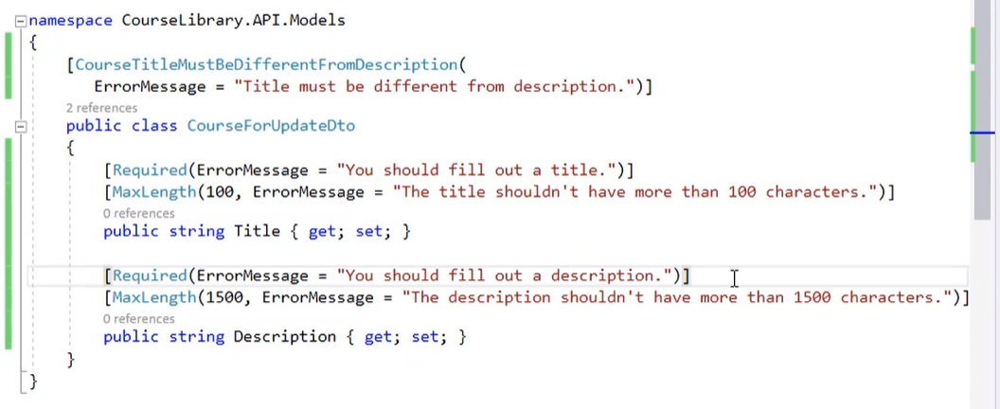 namespace CourseLibrary.API.Models
{
[CourseTitleMustBeDifferentFromDescription(
ErrorMessage = "Title must be different from description.")]
2 references
public class CourseForUpdateDto
{
[Required(ErrorMessage = "You should fill out a title.")]
[MaxLength(100, ErrorMessage = "The title shouldn't have more than 100 characters.")]
0 references
public string Title { get; set; }
[Required(ErrorMessage = "You should fill out a description.")]
[MaxLength(1500, ErrorMessage = "The description shouldn't have more than 1500 characters.")]
0 references
public string Description { get; set; }
}
}